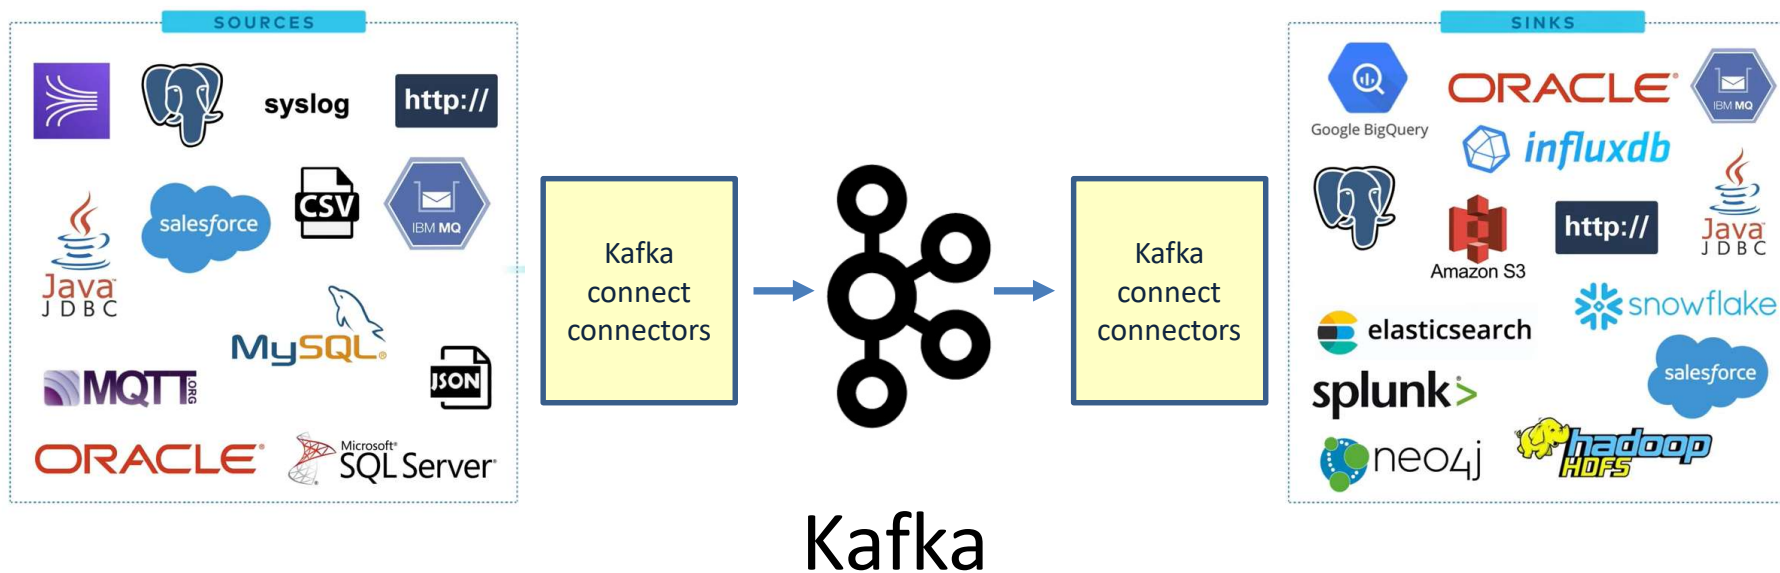 SOURCES
syslog
http://
salesforce
CSV
IBM MQ
Java™
JDBC
MySQL®
MQTT.ORG
JSON
ORACLE®
Microsoft®
SQL Server®
Kafka
connect
connectors
Kafka
connect
connectors
SINKS
Google BigQuery
ORACLE®
IBM MQ
influxdb
Amazon S3
http://
Java™
JDBC
elasticsearch
snowflake
splunk>
salesforce
neo4j
hadoop
HDFS
Kafka